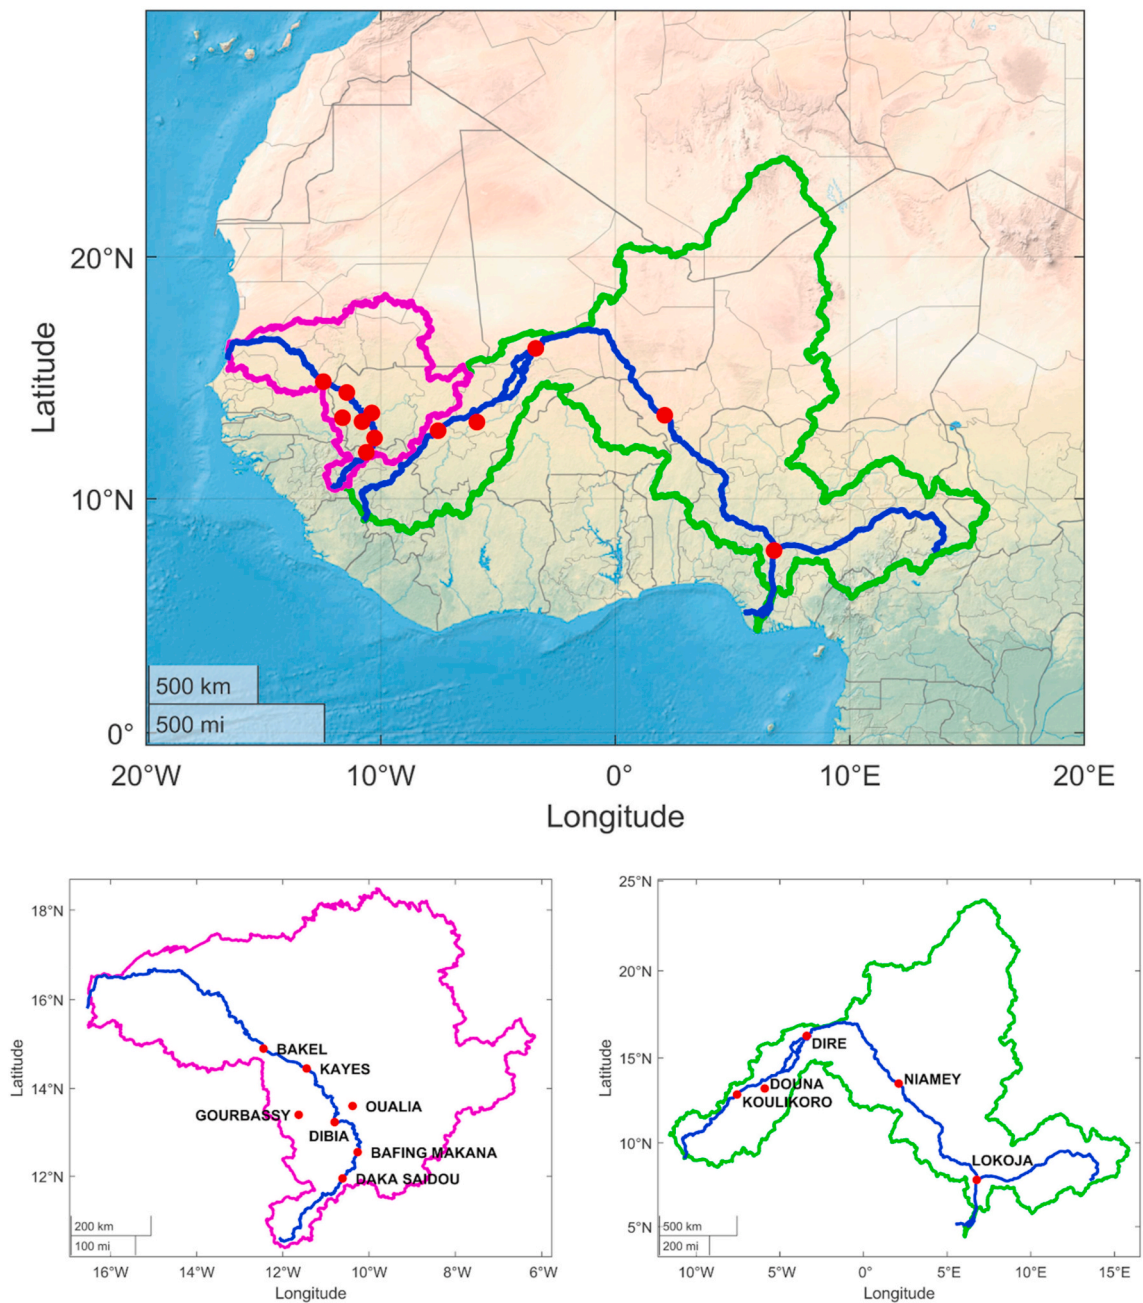 Latitude
20°N
10°N
0°
500 km
500 mi
20°W
10°W
0°
10°E
20°E
Longitude
Latitude
18°N
16°N
14°N
12°N
BAKEL
KAYES
OUALIA
GOURBASSY
DIBIA
BAFING MAKANA
DAKA SAIDOU
200 km
100 mi
16°W
14°W
12°W
10°W
8°W
6°W
Longitude
Latitude
25°N
20°N
15°N
10°N
5°N
DIRE
NIAMEY
DOUNA
KOULIKORO
LOKOJA
500 km
200 mi
10°W
5°W
0°
5°E
10°E
15°E
Longitude